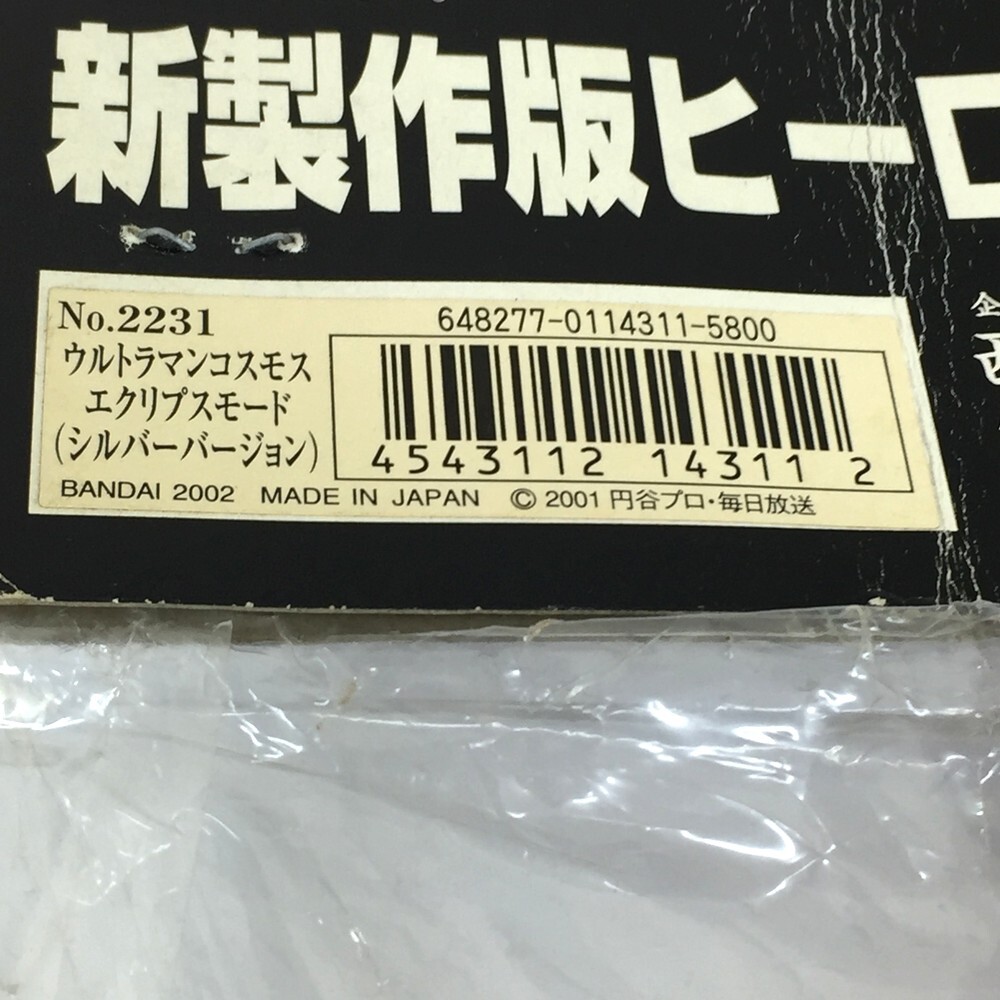 新製作版ヒーロ
No.2231
ウルトラマンコスモス
エクリプスモード
(シルバーバージョン)
648277-0114311-5800
4543112 14311 2
BANDAI 2002 MADE IN JAPAN © 2001 円谷プロ・毎日放送
企